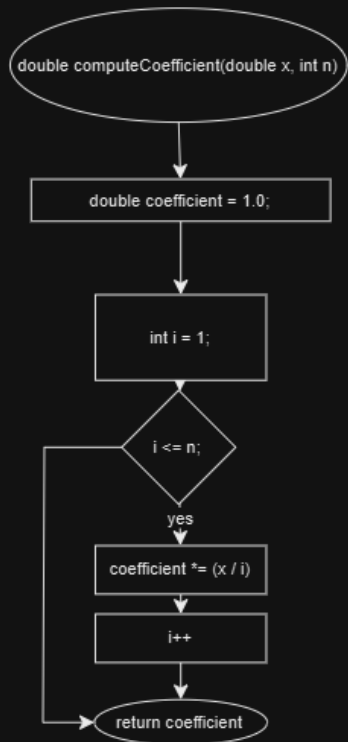 double computeCoefficient(double x, int n)
double coefficient = 1.0;
int i = 1;
i <= n;
yes
coefficient *= (x / i)
i++
return coefficient